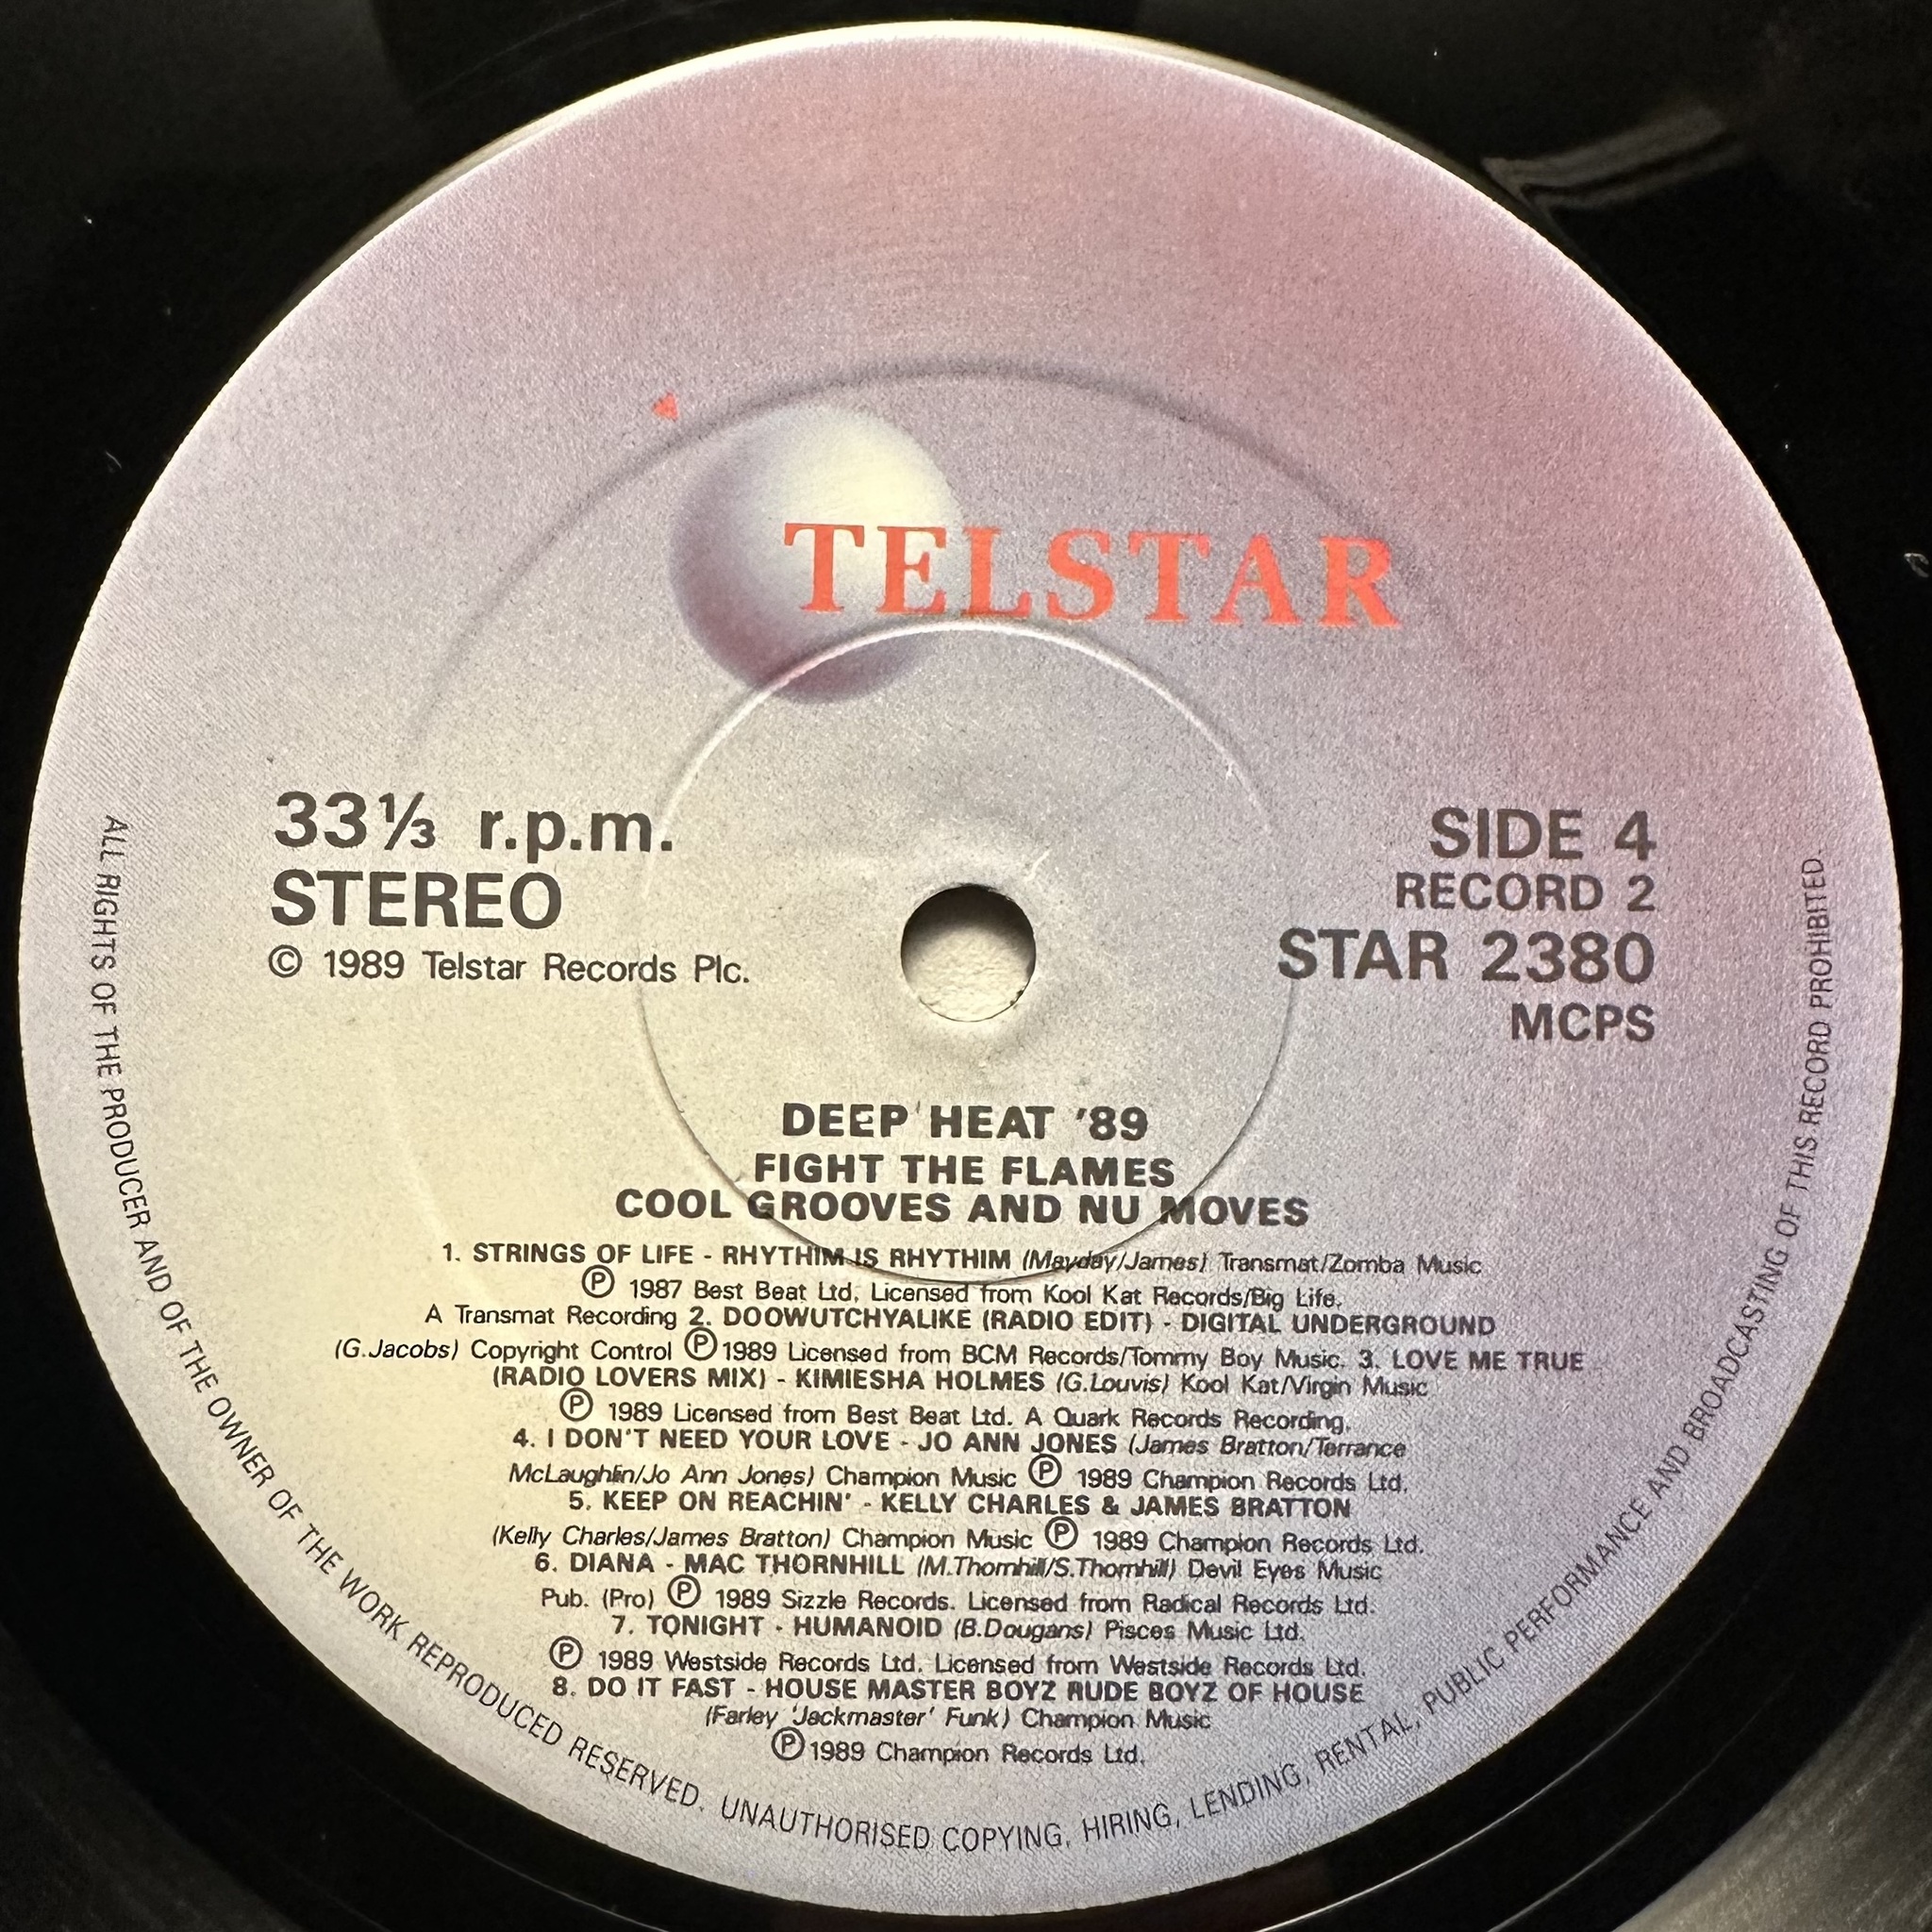 TELSTAR
33⅓ r.p.m.
STEREO
© 1989 Telstar Records Plc.
SIDE 4
RECORD 2
STAR 2380
MCPS
DEEP HEAT '89
FIGHT THE FLAMES
COOL GROOVES AND NU MOVES
1. STRINGS OF LIFE - RHYTHIM IS RHYTHIM (Mayday/James) Transmat/Zomba Music
Ⓟ 1987 Best Beat Ltd, Licensed from Kool Kat Records/Big Life.
A Transmat Recording 2. DOOWUTCHYALIKE (RADIO EDIT) - DIGITAL UNDERGROUND
(G.Jacobs) Copyright Control Ⓟ 1989 Licensed from BCM Records/Tommy Boy Music. 3. LOVE ME TRUE
(RADIO LOVERS MIX) - KIMIESHA HOLMES (G.Louvis) Kool Kat/Virgin Music
Ⓟ 1989 Licensed from Best Beat Ltd. A Quark Records Recording.
4. I DON'T NEED YOUR LOVE - JO ANN JONES (James Bratton/Terrance
McLaughlin/Jo Ann Jones) Champion Music Ⓟ 1989 Champion Records Ltd.
5. KEEP ON REACHIN' - KELLY CHARLES & JAMES BRATTON
(Kelly Charles/James Bratton) Champion Music Ⓟ 1989 Champion Records Ltd.
6. DIANA - MAC THORNHILL (M.Thornhill/S.Thornhill) Devil Eyes Music
Pub. (Pro) Ⓟ 1989 Sizzle Records. Licensed from Radical Records Ltd.
7. TONIGHT - HUMANOID (B.Dougans) Pisces Music Ltd.
Ⓟ 1989 Westside Records Ltd. Licensed from Westside Records Ltd.
8. DO IT FAST - HOUSE MASTER BOYZ RUDE BOYZ OF HOUSE
(Farley 'Jackmaster' Funk) Champion Music
Ⓟ 1989 Champion Records Ltd.
ALL RIGHTS OF THE PRODUCER AND OF THE OWNER OF THE WORK REPRODUCED RESERVED. UNAUTHORISED COPYING, HIRING, LENDING, RENTAL, PUBLIC PERFORMANCE AND BROADCASTING OF THIS RECORD PROHIBITED.